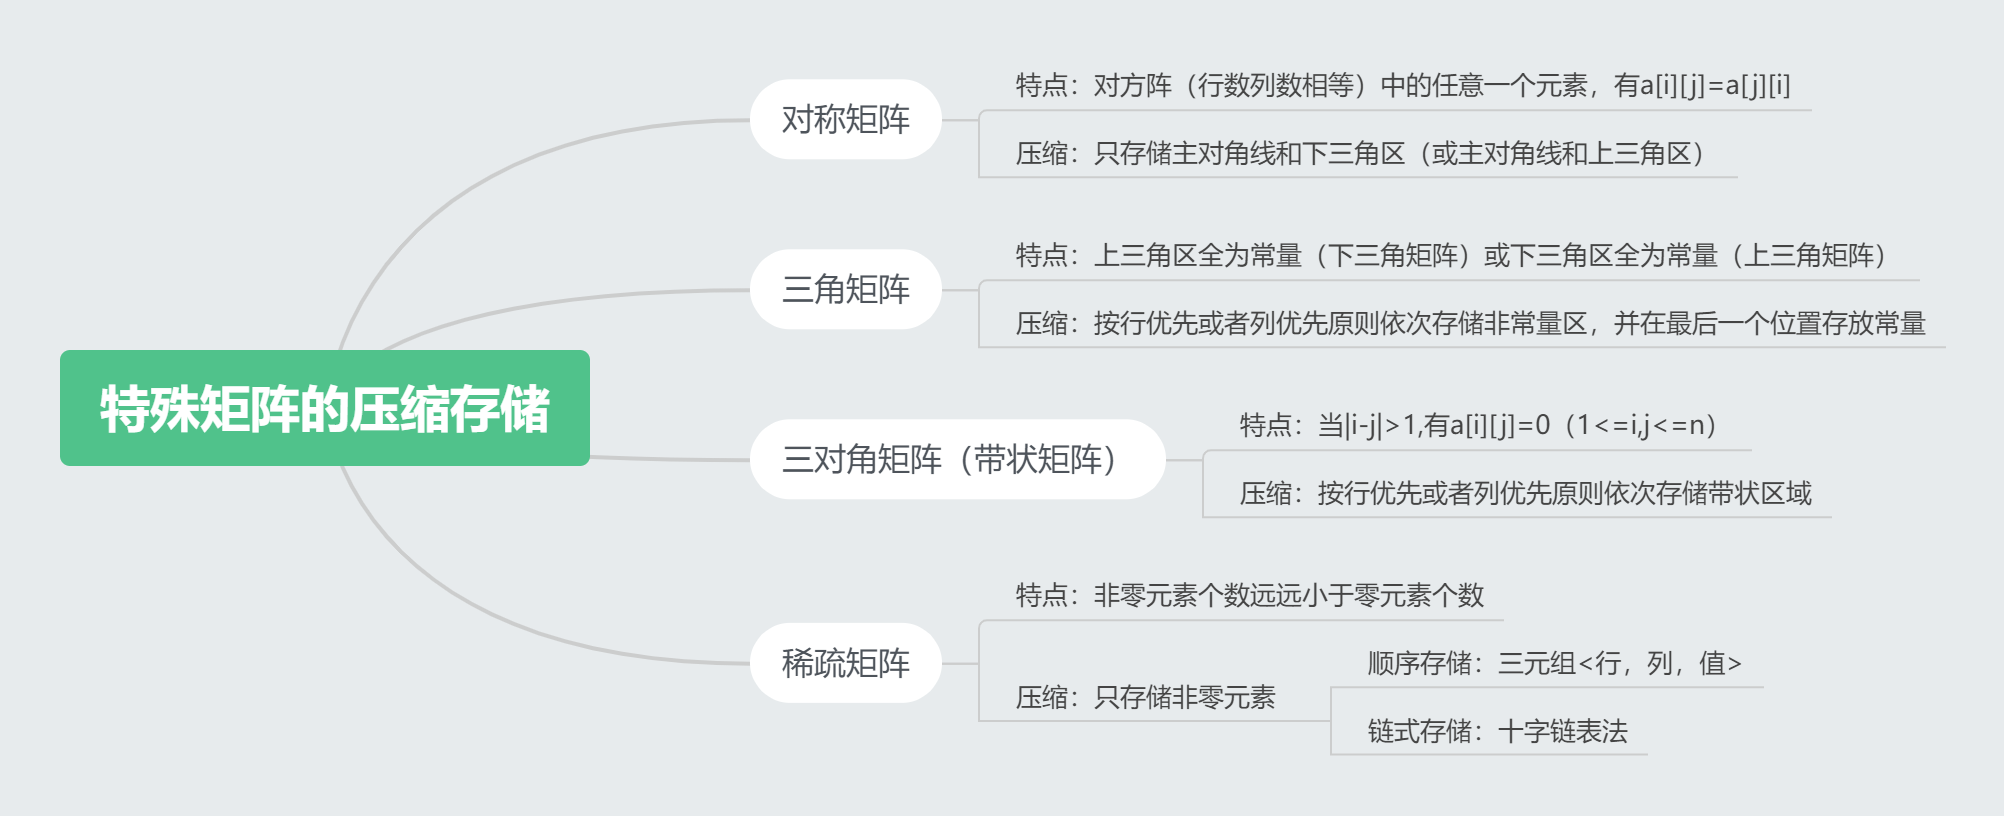 特殊矩阵的压缩存储
对称矩阵
特点：对方阵（行数列数相等）中的任意一个元素，有a[i][j]=a[j][i]
压缩：只存储主对角线和下三角区（或主对角线和上三角区）
三角矩阵
特点：上三角区全为常量（下三角矩阵）或下三角区全为常量（上三角矩阵）
压缩：按行优先或者列优先原则依次存储非常量区，并在最后一个位置存放常量
三对角矩阵（带状矩阵）
特点：当|i-j|>1,有a[i][j]=0（1<=i,j<=n）
压缩：按行优先或者列优先原则依次存储带状区域
稀疏矩阵
特点：非零元素个数远远小于零元素个数
压缩：只存储非零元素
顺序存储：三元组<行，列，值>
链式存储：十字链表法